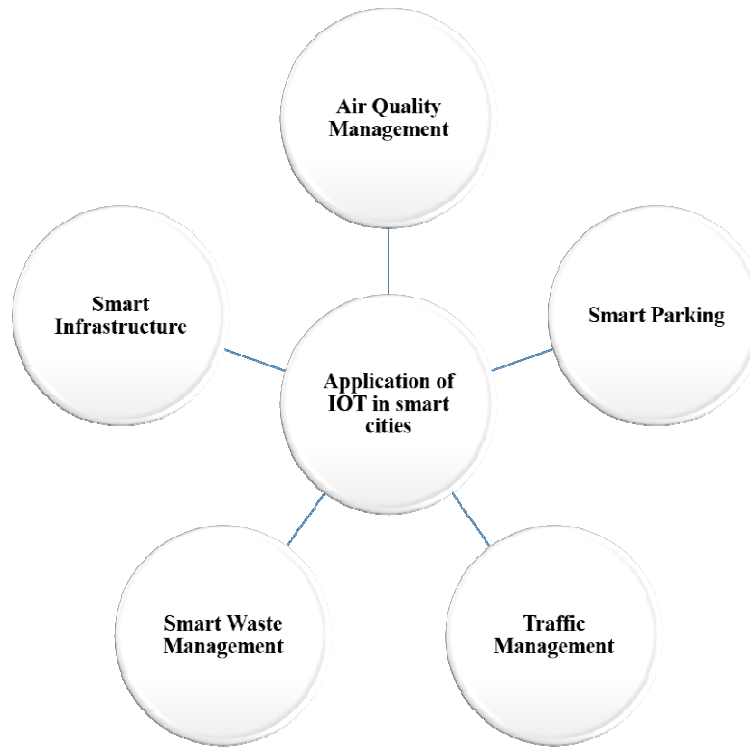 Air Quality
Management
Smart
Infrastructure
Smart Parking
Application of
IOT in smart
cities
Smart Waste
Management
Traffic
Management